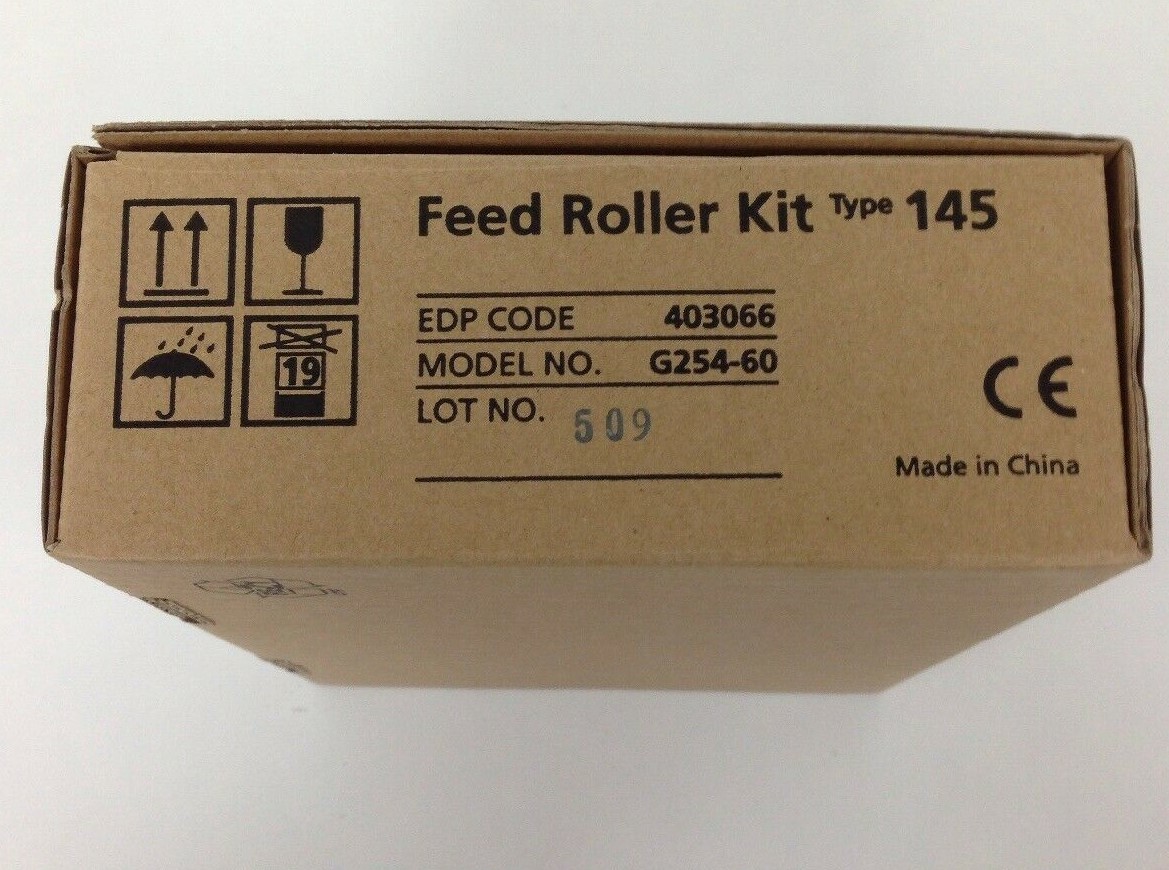 Feed Roller Kit Type 145
EDP CODE 403066
MODEL NO. G254-60
LOT NO. 509
19
CE
Made in China